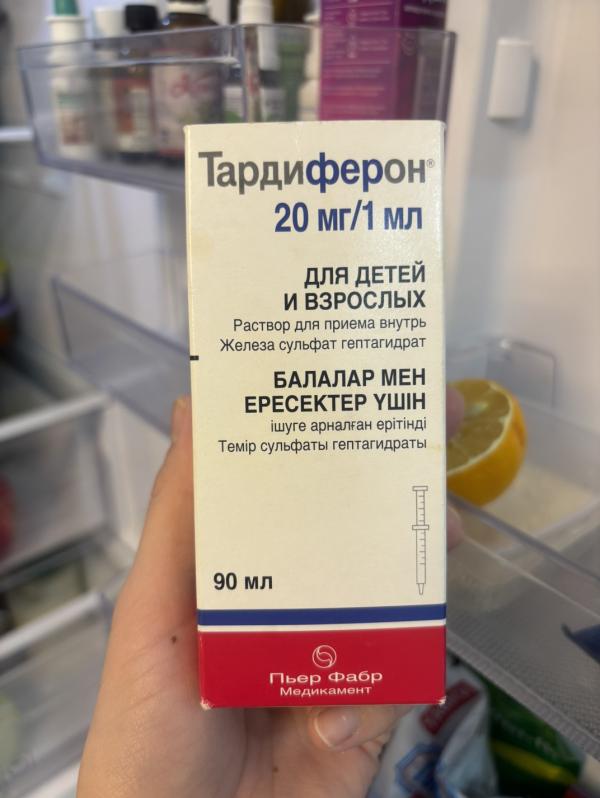 Тардиферон®
20 мг/1 мл
ДЛЯ ДЕТЕЙ
И ВЗРОСЛЫХ
Раствор для приема внутрь
Железа сульфат гептагидрат
БАЛАЛАР МЕН
ЕРЕСЕКТЕР ҮШІН
ішуге арналған ерітінді
Темір сульфаты гептагидраты
90 мл
Пьер Фабр
Медикамент